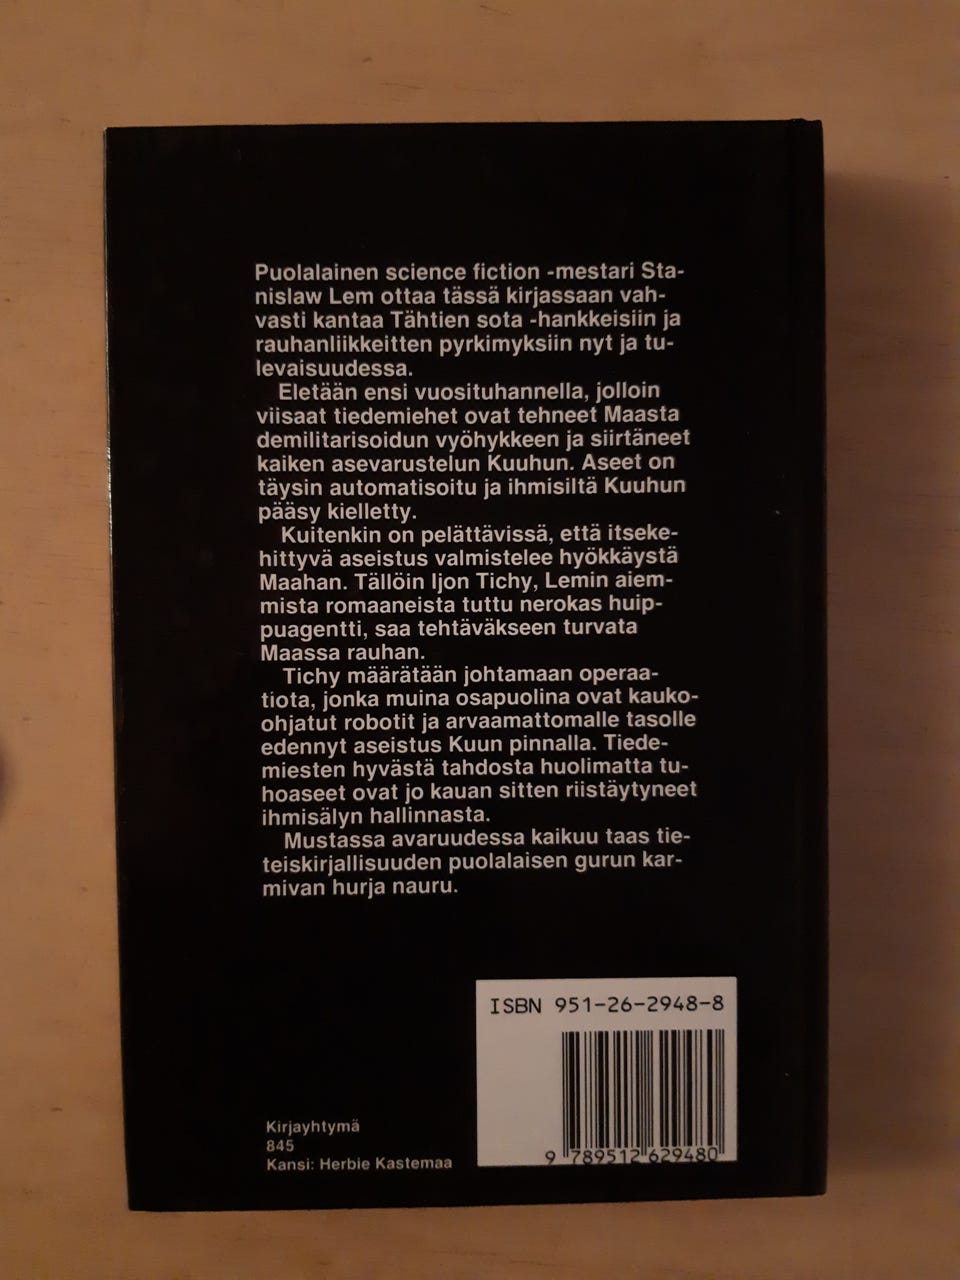 Puolalainen science fiction -mestari Sta-
nislaw Lem ottaa tässä kirjassaan vah-
vasti kantaa Tähtien sota -hankkeisiin ja
rauhanliikkeitten pyrkimyksiin nyt ja tu-
levaisuudessa.
Eletään ensi vuosituhannella, jolloin
viisaat tiedemiehet ovat tehneet Maasta
demilitarisoidun vyöhykkeen ja siirtäneet
kaiken asevarustelun Kuuhun. Aseet on
täysin automatisoitu ja ihmisiltä Kuuhun
pääsy kielletty.
Kuitenkin on pelättävissä, että itseke-
hittyvä aseistus valmistelee hyökkäystä
Maahan. Tällöin Ijon Tichy, Lemin aiem-
mista romaaneista tuttu nerokas huip-
puagentti, saa tehtäväkseen turvata
Maassa rauhan.
Tichy määrätään johtamaan operaa-
tiota, jonka muina osapuolina ovat kauko-
ohjatut robotit ja arvaamattomalle tasolle
edennyt aseistus Kuun pinnalla. Tiede-
miesten hyvästä tahdosta huolimatta tu-
hoaseet ovat jo kauan sitten riistäytyneet
ihmisälyn hallinnasta.
Mustassa avaruudessa kaikuu taas tie-
teiskirjallisuuden puolalaisen gurun kar-
mivan hurja nauru.
ISBN 951-26-2948-8
9 789512 629480
Kirjayhtymä
845
Kansi: Herbie Kastemaa